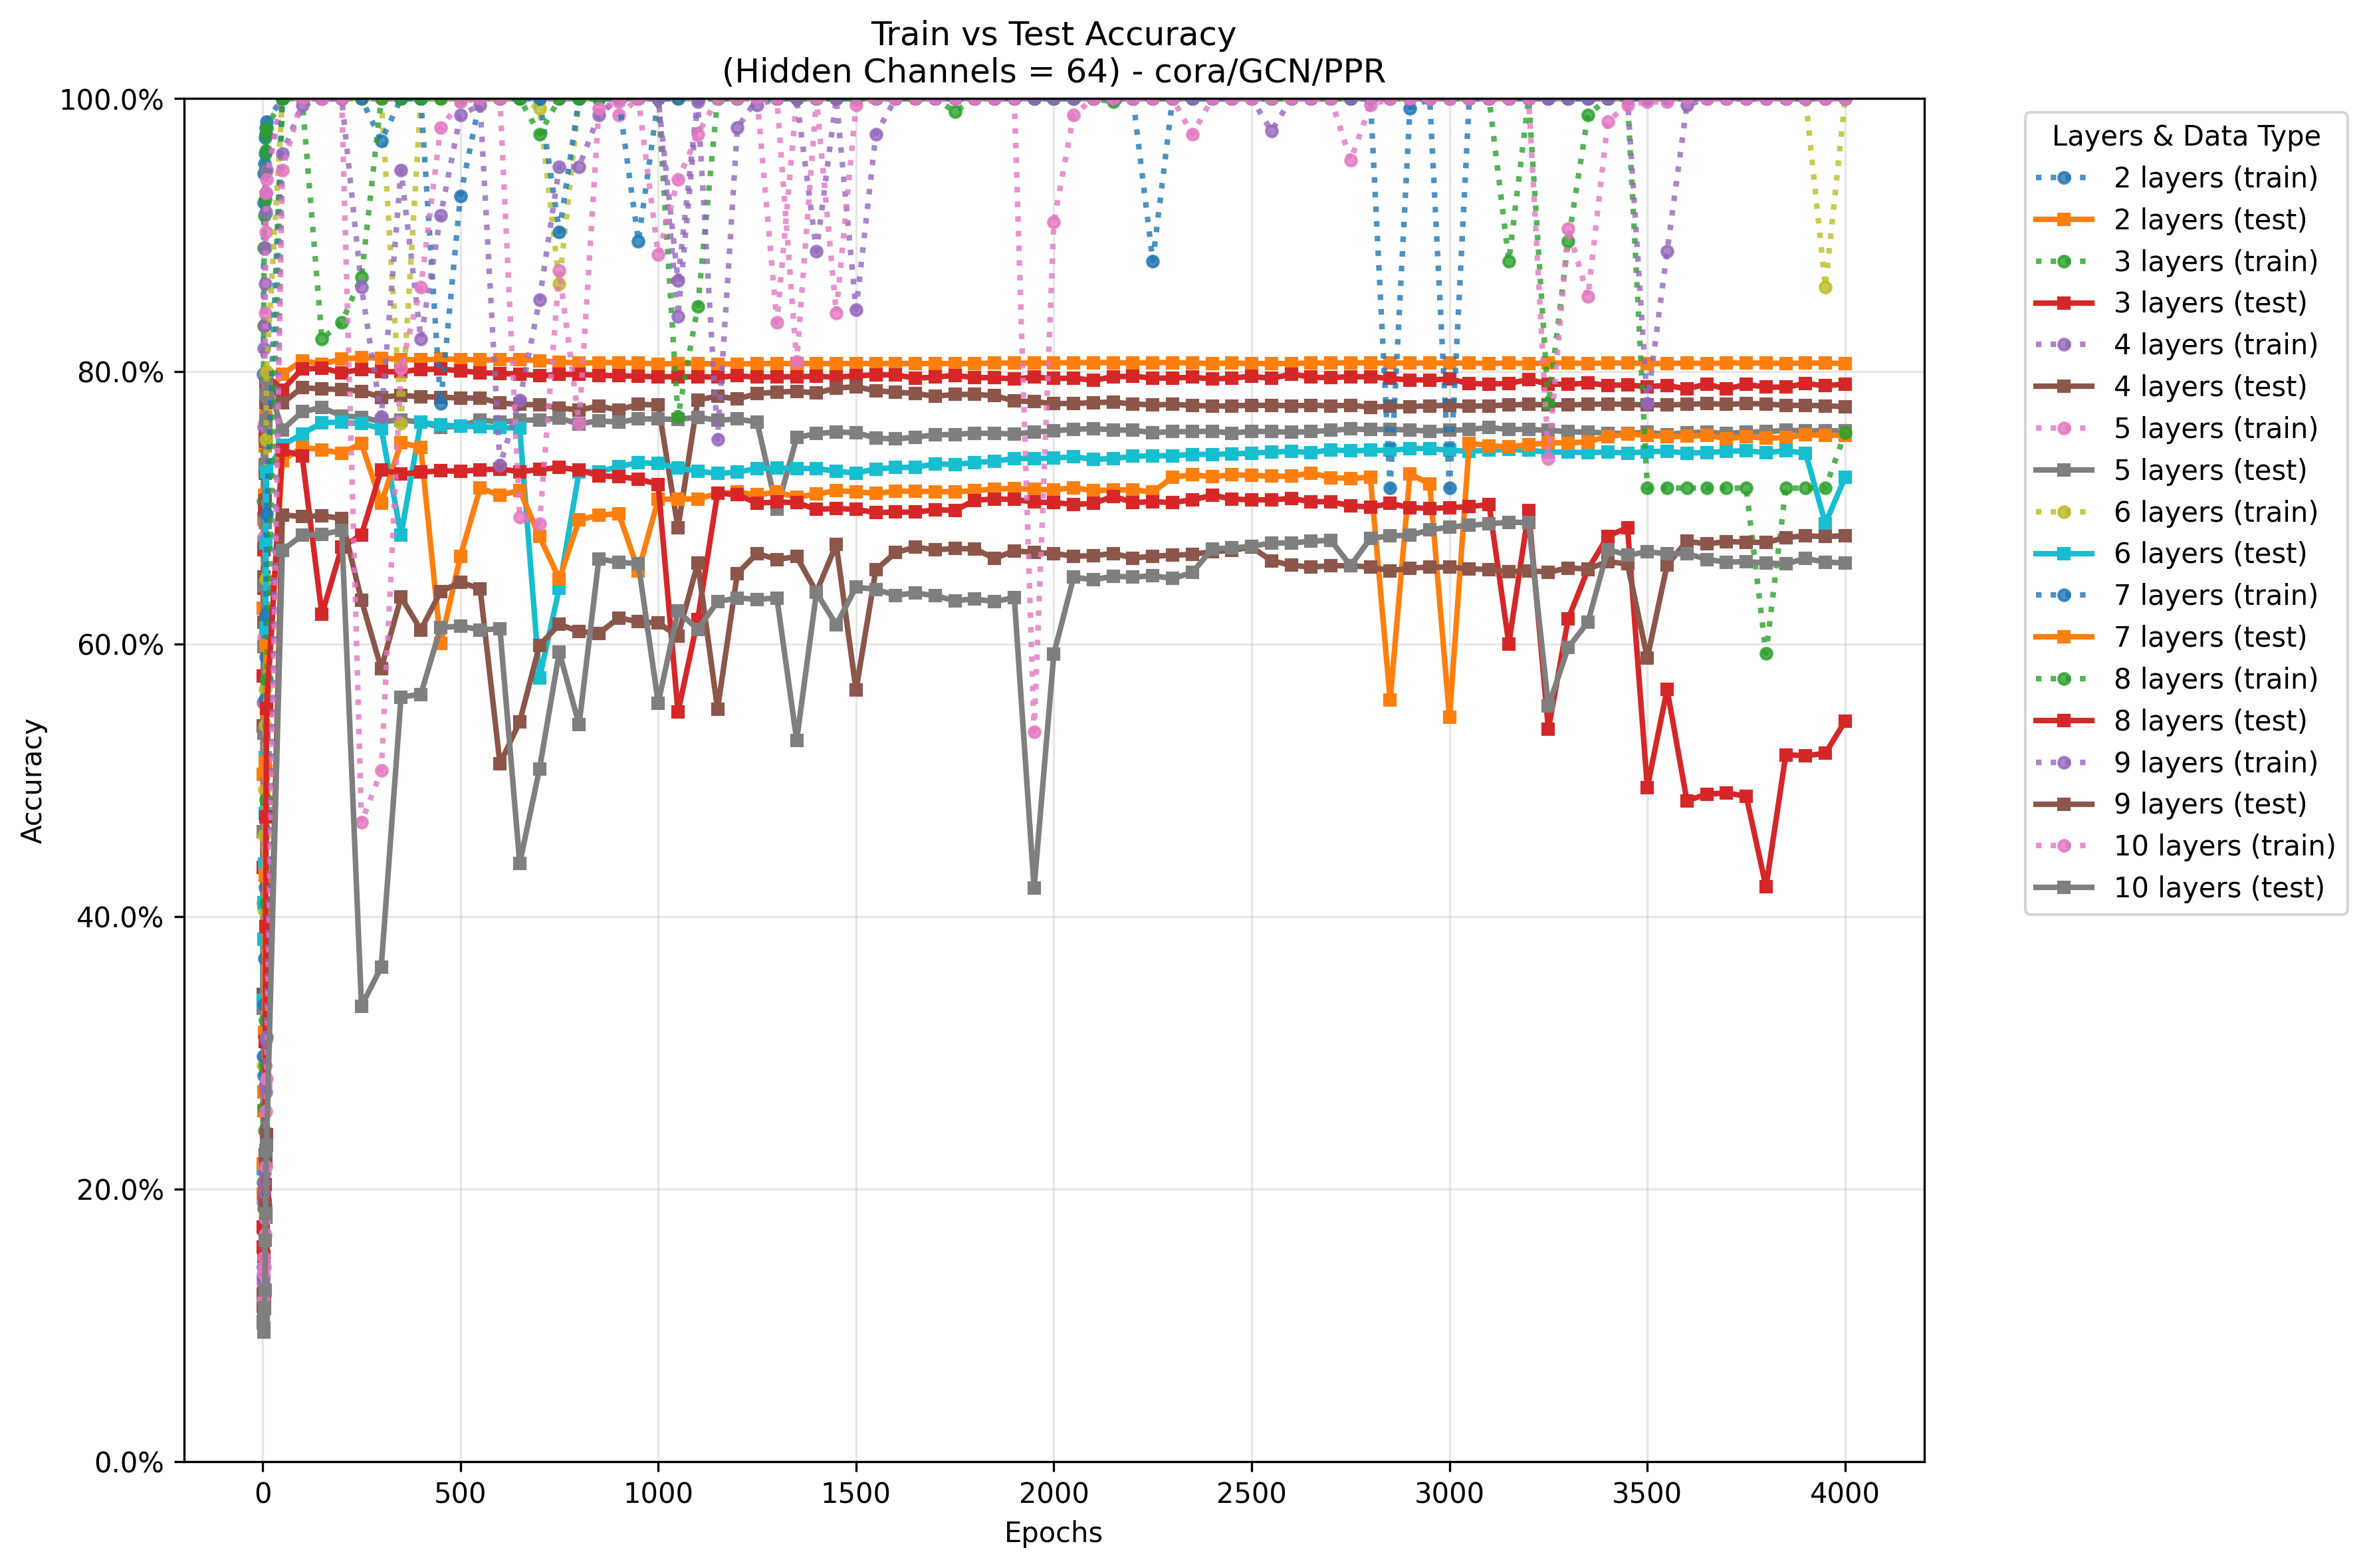 Train vs Test Accuracy
(Hidden Channels = 64) - cora/GCN/PPR
100.0%
80.0%
60.0%
40.0%
20.0%
0.0%
Accuracy
0
500
1000
1500
2000
2500
3000
3500
4000
Epochs
Layers & Data Type
2 layers (train)
2 layers (test)
3 layers (train)
3 layers (test)
4 layers (train)
4 layers (test)
5 layers (train)
5 layers (test)
6 layers (train)
6 layers (test)
7 layers (train)
7 layers (test)
8 layers (train)
8 layers (test)
9 layers (train)
9 layers (test)
10 layers (train)
10 layers (test)